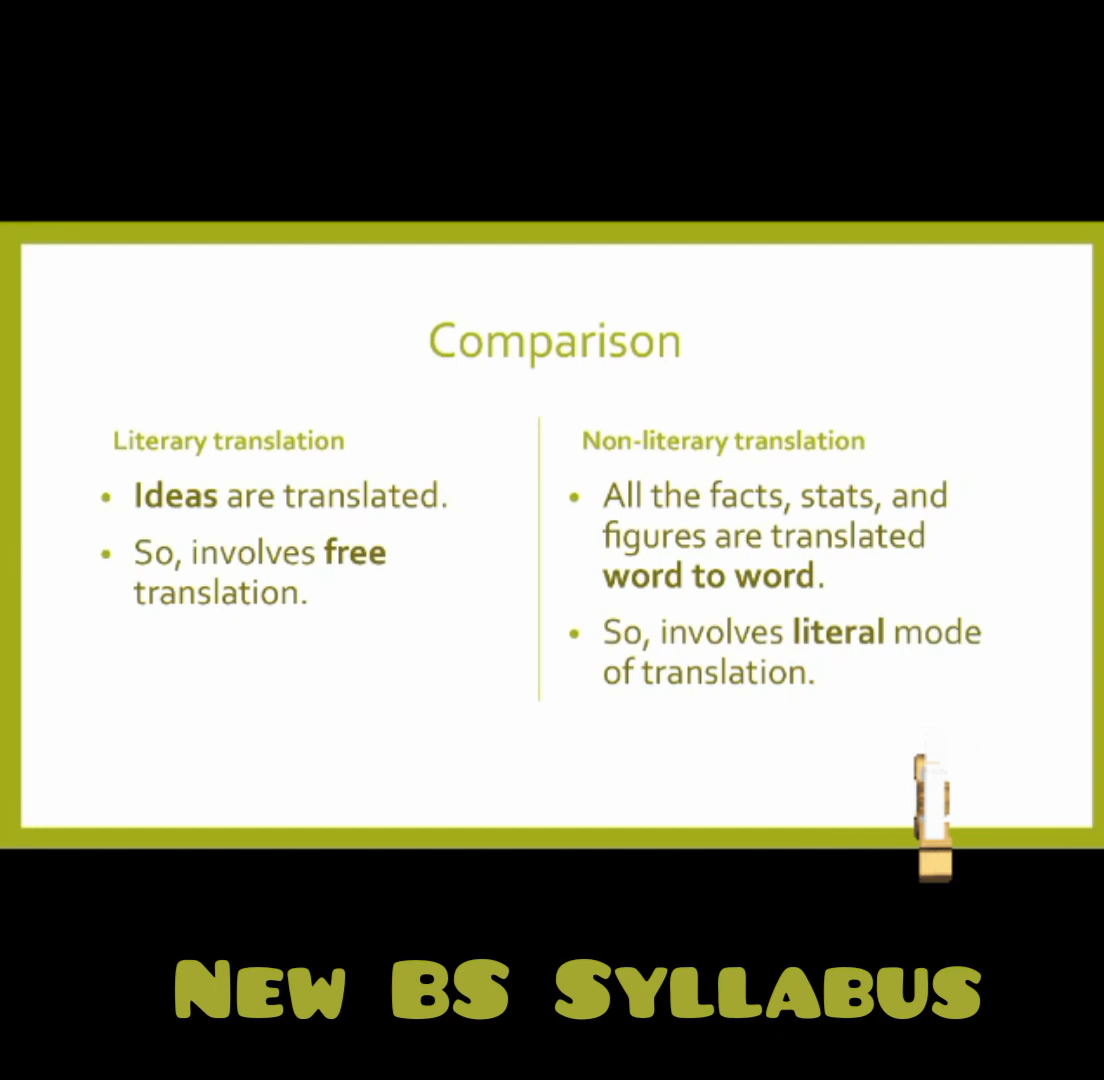 Comparison
Literary translation
• Ideas are translated.
• So, involves free
translation.
Non-literary translation
• All the facts, stats, and
figures are translated
word to word.
• So, involves literal mode
of translation.
New BS Syllabus